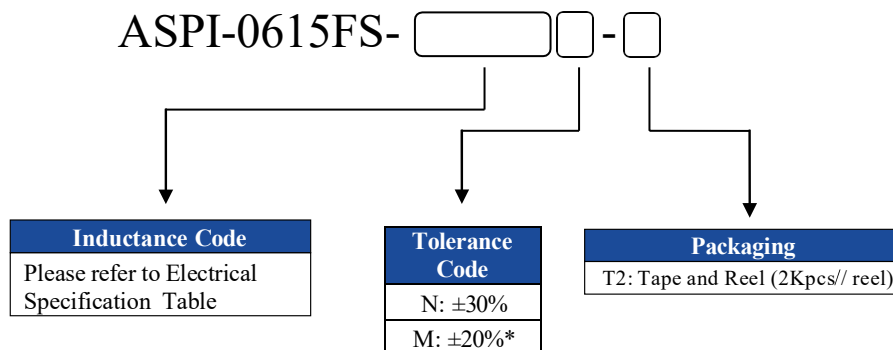 ASPI-0615FS- -
Inductance Code
Please refer to Electrical
Specification Table
Tolerance
Code
N: ±30%
M: ±20%*
Packaging
T2: Tape and Reel (2Kpcs// reel)